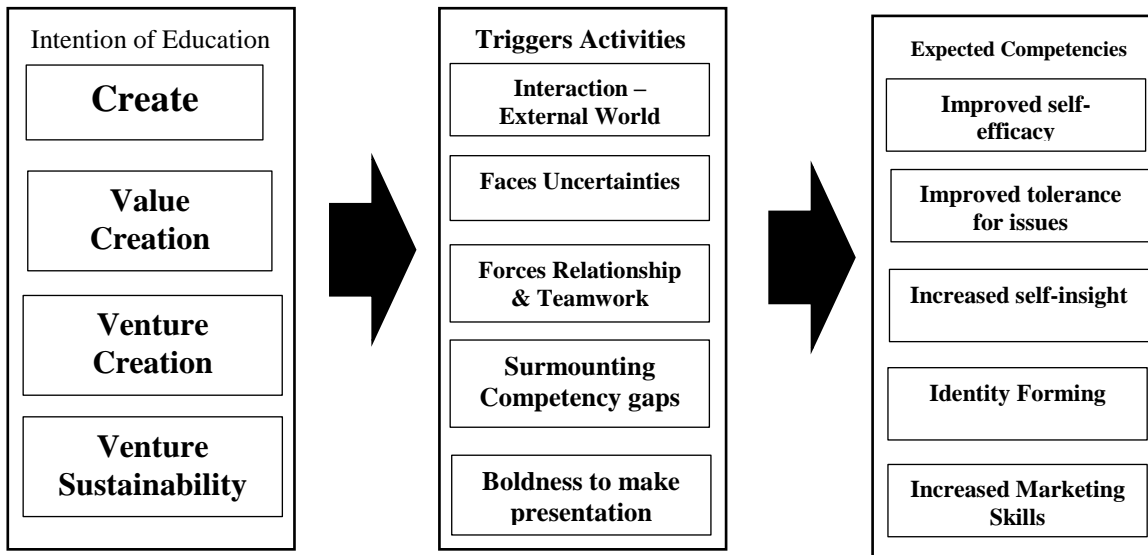 Intention of Education
Create
Value
Creation
Venture
Creation
Venture
Sustainability
Triggers Activities
Interaction –
External World
Faces Uncertainties
Forces Relationship
& Teamwork
Surmounting
Competency gaps
Boldness to make
presentation
Expected Competencies
Improved self-
efficacy
Improved tolerance
for issues
Increased self-insight
Identity Forming
Increased Marketing
Skills